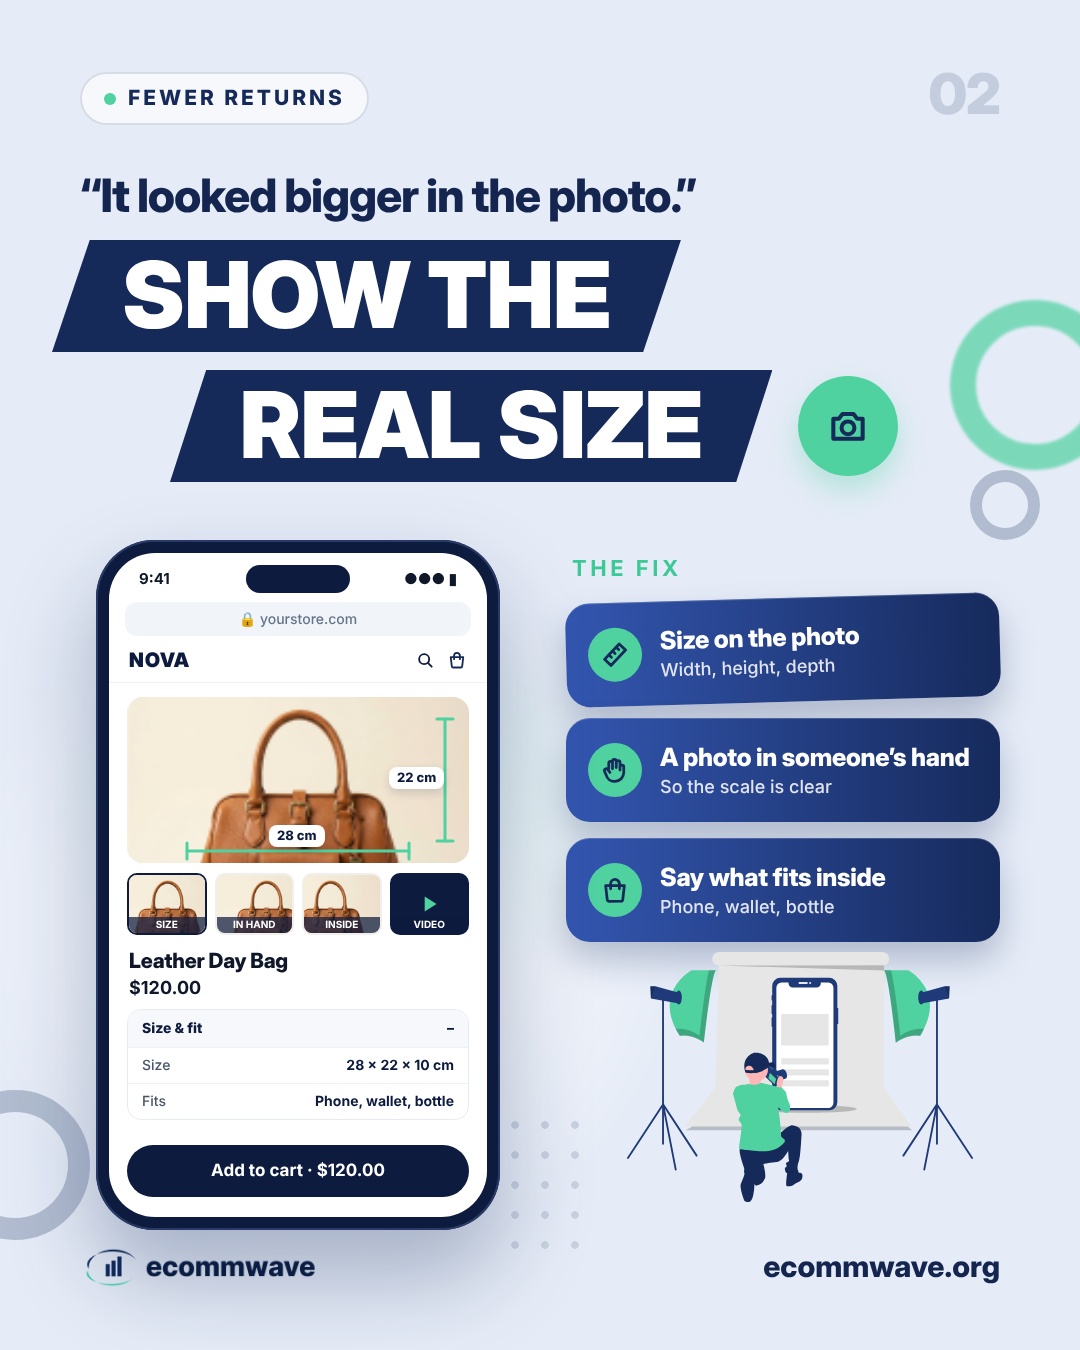 FEWER RETURNS
02
“It looked bigger in the photo.”
SHOW THE
REAL SIZE
9:41
yourstore.com
NOVA
22 cm
28 cm
SIZE
IN HAND
INSIDE
VIDEO
Leather Day Bag
$120.00
Size & fit –
Size 28 × 22 × 10 cm
Fits Phone, wallet, bottle
Add to cart · $120.00
THE FIX
Size on the photo
Width, height, depth
A photo in someone’s hand
So the scale is clear
Say what fits inside
Phone, wallet, bottle
ecommwave
ecommwave.org